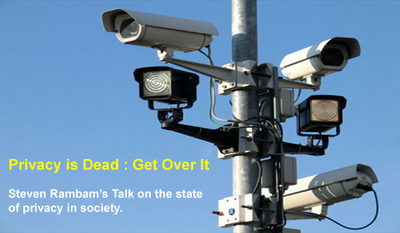 Privacy is Dead : Get Over It
Steven Rambam's Talk on the state
of privacy in society.